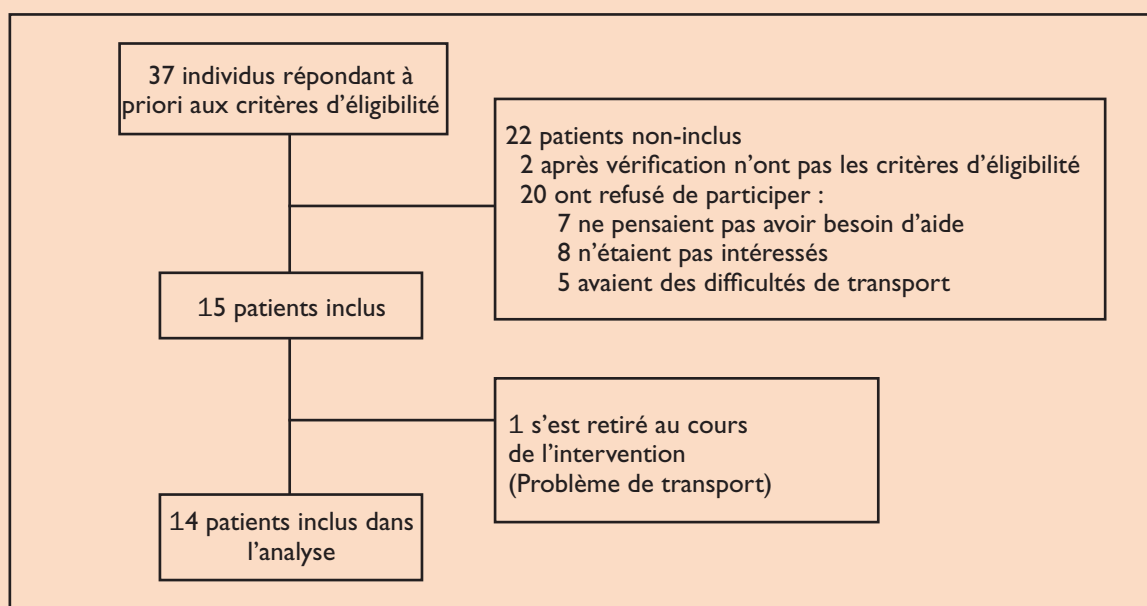 37 individus répondant à
priori aux critères d'éligibilité
22 patients non-inclus
2 après vérification n'ont pas les critères d'éligibilité
20 ont refusé de participer :
7 ne pensaient pas avoir besoin d'aide
8 n'étaient pas intéressés
5 avaient des difficultés de transport
15 patients inclus
1 s'est retiré au cours
de l'intervention
(Problème de transport)
14 patients inclus dans
l'analyse